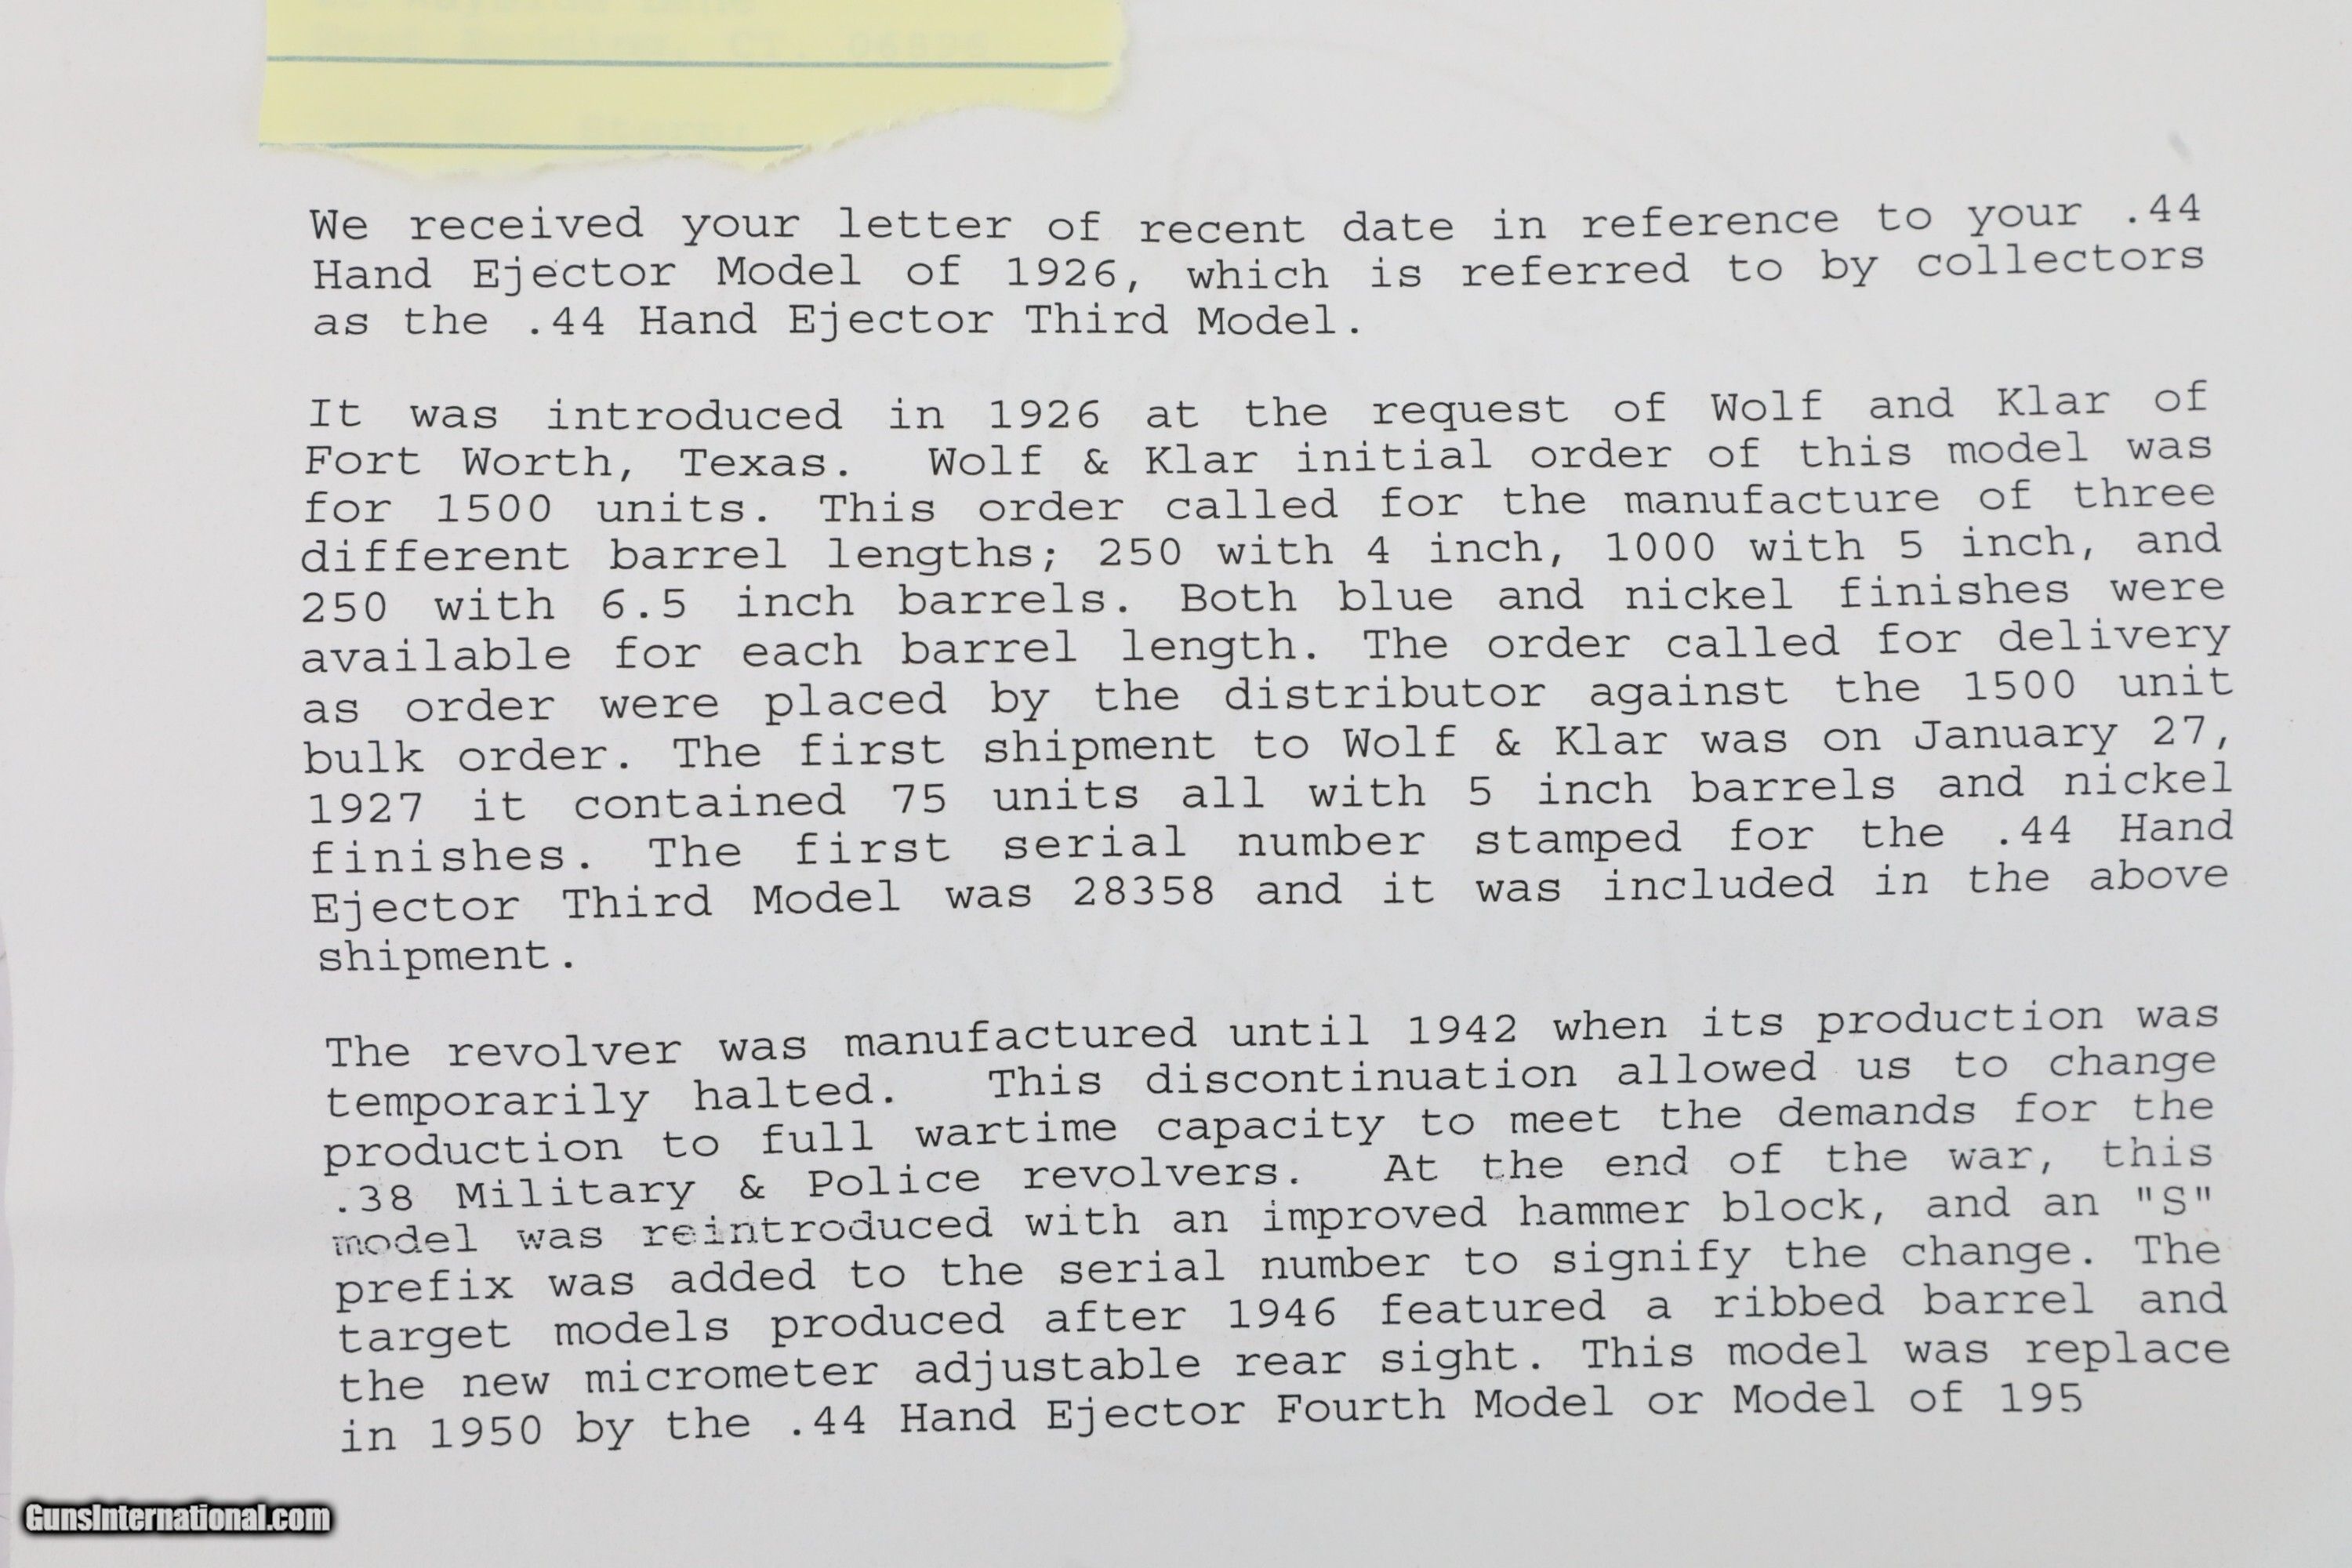 We received your letter of recent date in reference to your .44
Hand Ejector Model of 1926, which is referred to by collectors
as the .44 Hand Ejector Third Model.
It was introduced in 1926 at the request of Wolf and Klar of
Fort Worth, Texas. Wolf & Klar initial order of this model was
for 1500 units. This order called for the manufacture of three
different barrel lengths; 250 with 4 inch, 1000 with 5 inch, and
250 with 6.5 inch barrels. Both blue and nickel finishes were
available for each barrel length. The order called for delivery
as order were placed by the distributor against the 1500 unit
bulk order. The first shipment to Wolf & Klar was on January 27,
1927 it contained 75 units all with 5 inch barrels and nickel
finishes. The first serial number stamped for the .44 Hand
Ejector Third Model was 28358 and it was included in the above
shipment.
The revolver was manufactured until 1942 when its production was
temporarily halted. This discontinuation allowed us to change
production to full wartime capacity to meet the demands for the
.38 Military & Police revolvers. At the end of the war, this
model was reintroduced with an improved hammer block, and an "S"
prefix was added to the serial number to signify the change. The
target models produced after 1946 featured a ribbed barrel and
the new micrometer adjustable rear sight. This model was replace
in 1950 by the .44 Hand Ejector Fourth Model or Model of 195
GunsInternational.com